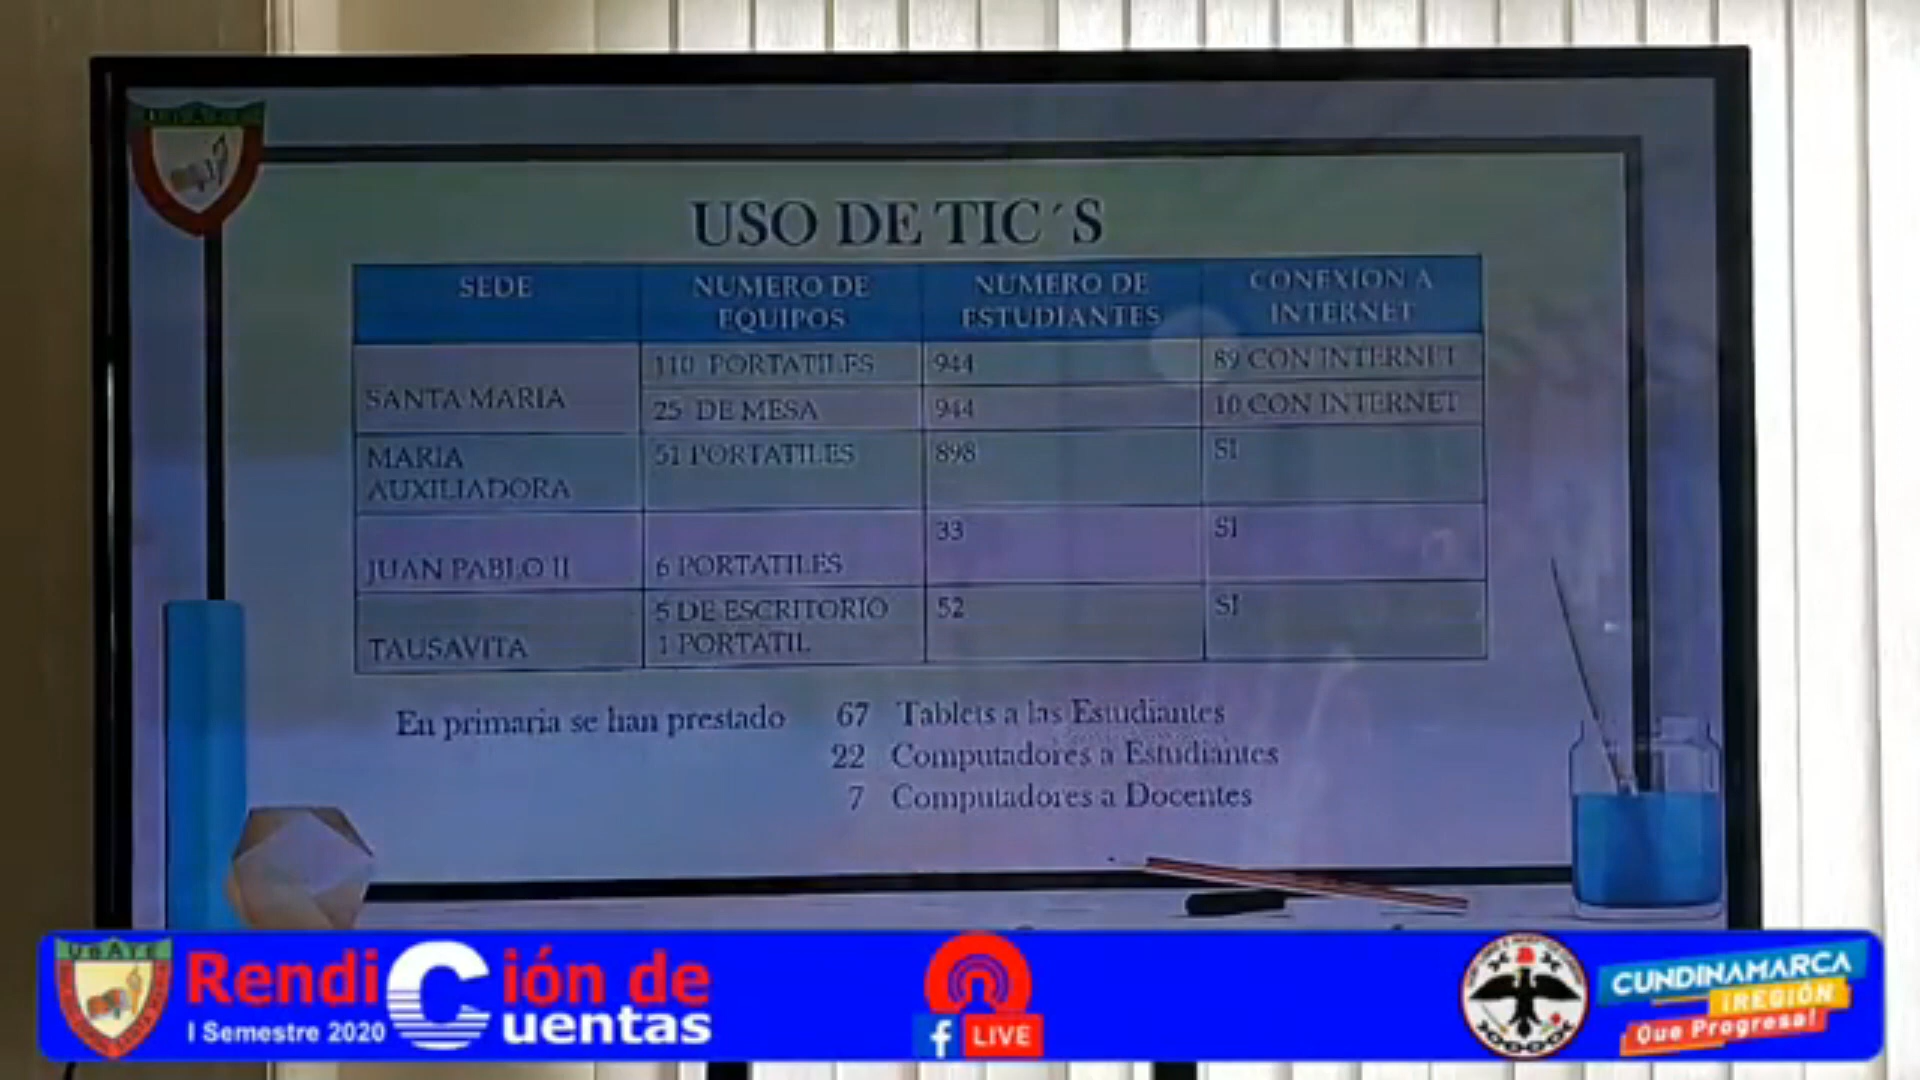 UBATE
USO DE TIC´S
SEDE
NUMERO DE
EQUIPOS
NUMERO DE
ESTUDIANTES
CONEXION A
INTERNET
SANTA MARIA
110 PORTATILES
944
89 CON INTERNET
25 DE MESA
944
10 CON INTERNET
MARIA
AUXILIADORA
51 PORTATILES
898
SI
JUAN PABLO II
6 PORTATILES
33
SI
TAUSAVITA
5 DE ESCRITORIO
1 PORTATIL
52
SI
En primaria se han prestado 67 Tablets a las Estudiantes
22 Computadores a Estudiantes
7 Computadores a Docentes
UBATE
Rendición de
Cuentas
I Semestre 2020
f LIVE
CUNDINAMARCA
¡REGIÓN
Que Progresa!